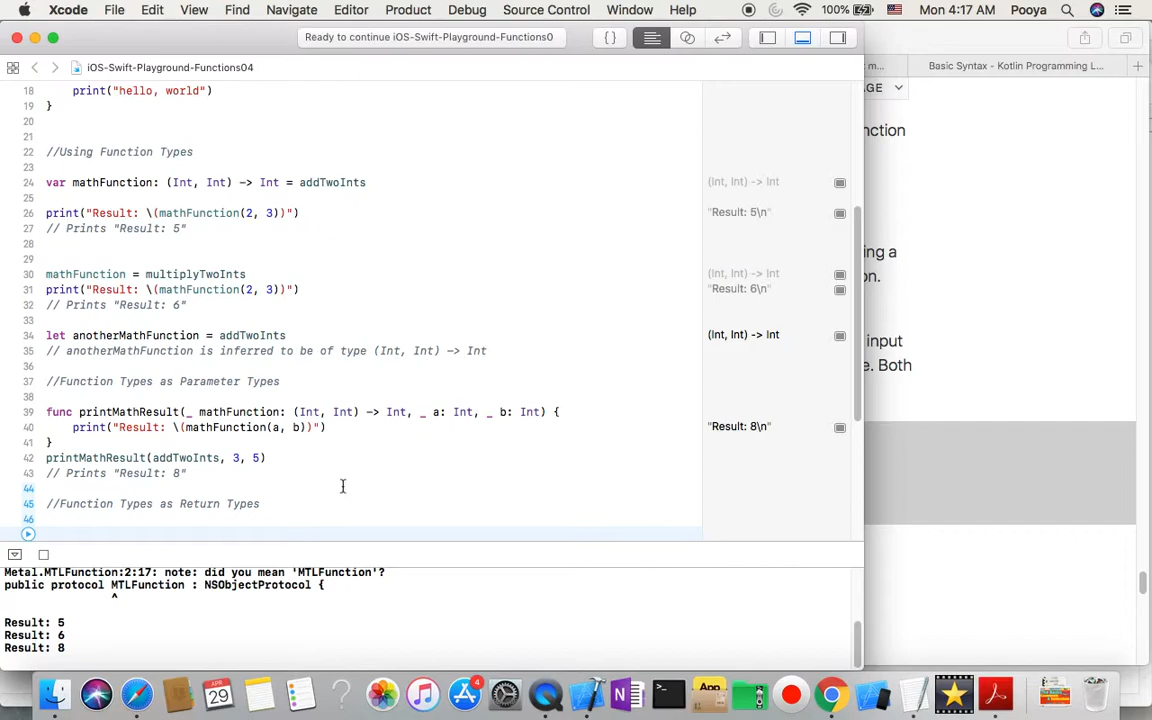 Xcode File Edit View Find Navigate Editor Product Debug Source Control Window Help 100% Mon 4:17 AM Pooya
Ready to continue iOS-Swift-Playground-Functions0
{ }
iOS-Swift-Playground-Functions04
m...
Basic Syntax - Kotlin Programming L...
AGE
18 print("hello, world")
19 }
20
21
22 //Using Function Types
23
24 var mathFunction: (Int, Int) -> Int = addTwoInts
25
26 print("Result: \(mathFunction(2, 3))")
27 // Prints "Result: 5"
28
29
30 mathFunction = multiplyTwoInts
31 print("Result: \(mathFunction(2, 3))")
32 // Prints "Result: 6"
33
34 let anotherMathFunction = addTwoInts
35 // anotherMathFunction is inferred to be of type (Int, Int) -> Int
36
37 //Function Types as Parameter Types
38
39 func printMathResult(_ mathFunction: (Int, Int) -> Int, _ a: Int, _ b: Int) {
40 print("Result: \(mathFunction(a, b))")
41 }
42 printMathResult(addTwoInts, 3, 5)
43 // Prints "Result: 8"
44
45 //Function Types as Return Types
46
(Int, Int) -> Int
"Result: 5\n"
(Int, Int) -> Int
"Result: 6\n"
(Int, Int) -> Int
"Result: 8\n"
nction
ing a
on.
input
e. Both
Metal.MTLFunction:2:17: note: did you mean 'MTLFunction'?
public protocol MTLFunction : NSObjectProtocol {
^
Result: 5
Result: 6
Result: 8
APR
29
4
App